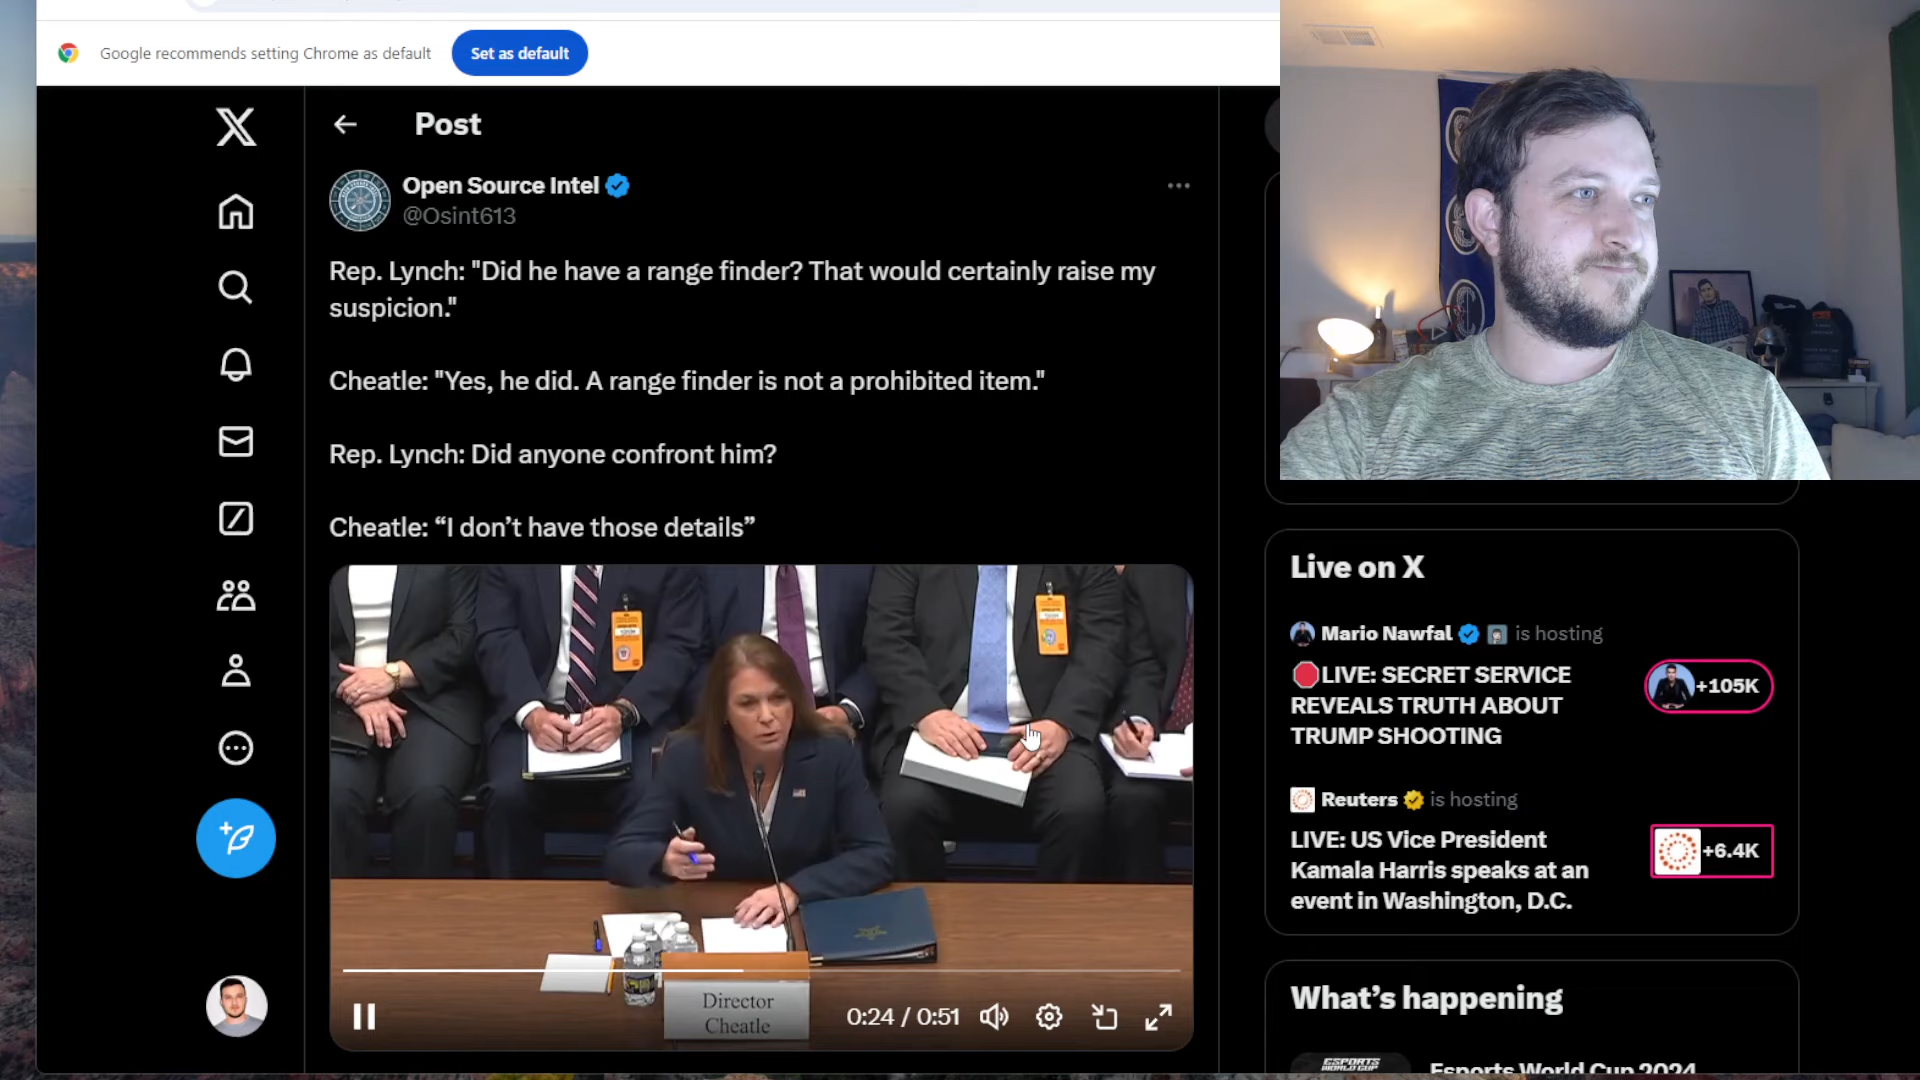 Google recommends setting Chrome as default
Set as default
Post
Open Source Intel
@Osint613
Rep. Lynch: "Did he have a range finder? That would certainly raise my
suspicion."
Cheatle: "Yes, he did. A range finder is not a prohibited item."
Rep. Lynch: Did anyone confront him?
Cheatle: “I don’t have those details”
Director
Cheatle
0:24 / 0:51
Live on X
Mario Nawfal is hosting
LIVE: SECRET SERVICE
REVEALS TRUTH ABOUT
TRUMP SHOOTING
+105K
Reuters is hosting
LIVE: US Vice President
Kamala Harris speaks at an
event in Washington, D.C.
+6.4K
What’s happening
ESPORTS
WORLD CUP
Esports World Cup 2024